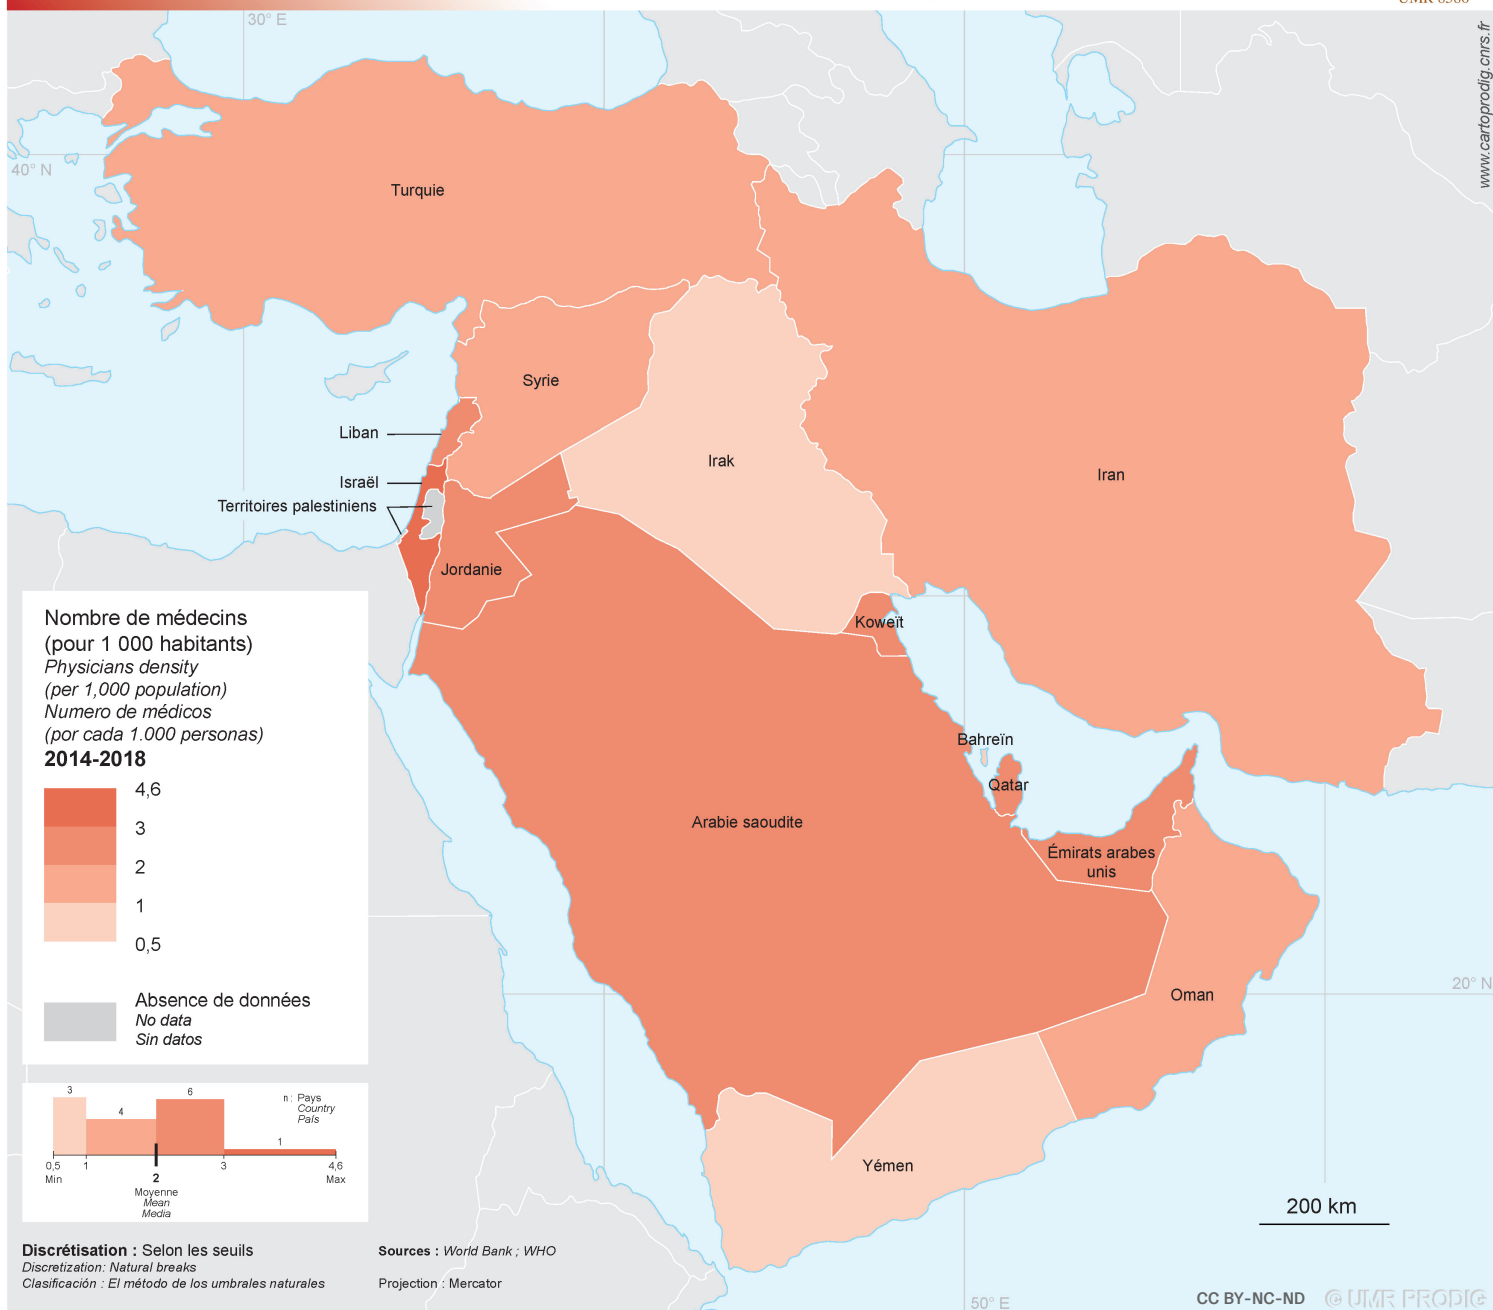 30° E
www.cartoprodig.cnrs.fr
40° N
Turquie
Syrie
Liban
Irak
Iran
Israël
Territoires palestiniens
Jordanie
Koweït
Bahreïn
Qatar
Arabie saoudite
Émirats arabes
unis
Oman
20° N
Yémen
Nombre de médecins
(pour 1 000 habitants)
Physicians density
(per 1,000 population)
Numero de médicos
(por cada 1.000 personas)
2014-2018
4,6
3
2
1
0,5
Absence de données
No data
Sin datos
3
4
6
1
n : Pays
Country
País
0,5
1
2
3
4,6
Min
Max
Moyenne
Mean
Media
200 km
Discrétisation : Selon les seuils
Discretization: Natural breaks
Clasificación : El método de los umbrales naturales
Sources : World Bank ; WHO
Projection : Mercator
50° E
CC BY-NC-ND
© UMR PRODIG